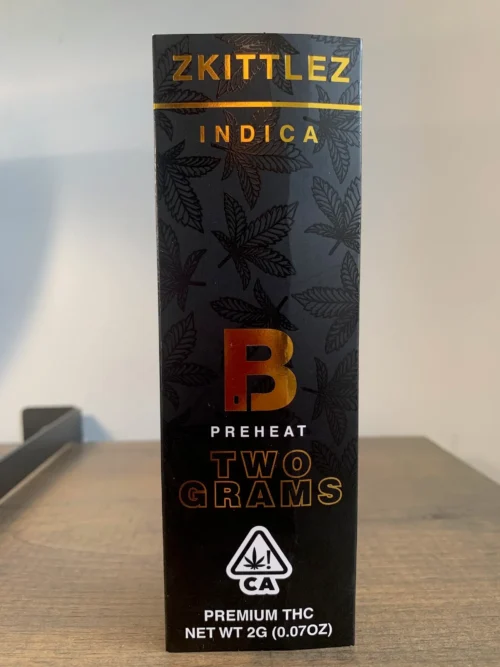 ZKITTLEZ
INDICA
B
PREHEAT
TWO
GRAMS
!
CA
PREMIUM THC
NET WT 2G (0.07OZ)